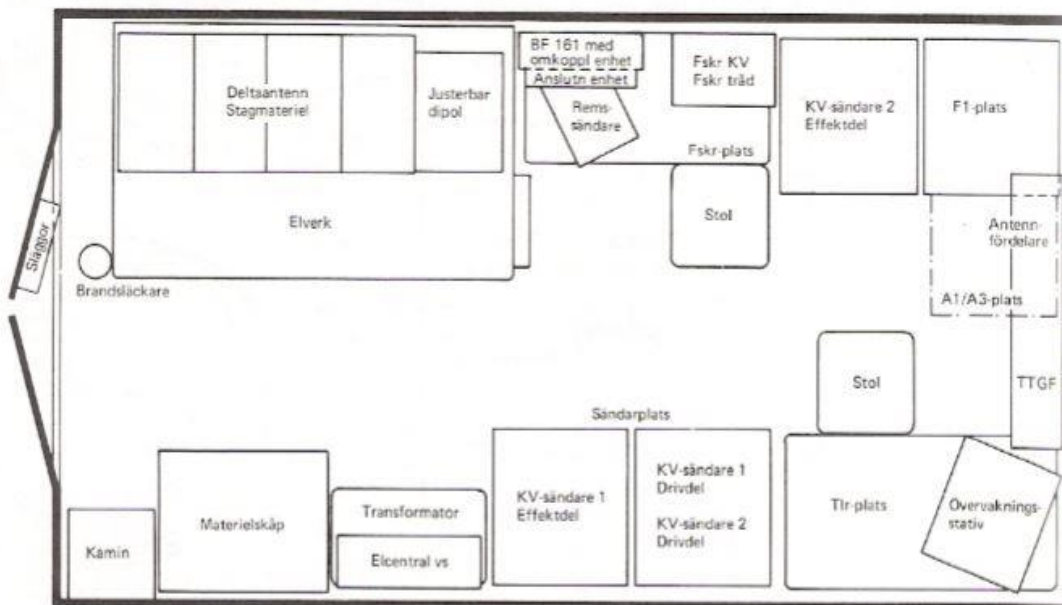 BF 161 med
omkoppl enhet
Anslutn enhet
Fskr KV
Fskr tråd
Deltaantenn
Stagmateriel
Justerbar
dipol
Rems-
sändare
KV-sändare 2
Effektdel
F1-plats
Fskr-plats
Elverk
Stol
Antenn-
fördelare
Släggor
Brandsläckare
A1/A3-plats
Stol
TTGF
Sändarplats
KV-sändare 1
Effektdel
KV-sändare 1
Drivdel
KV-sändare 2
Drivdel
Tlr-plats
Övervaknings-
stativ
Materielskåp
Transformator
Elcentral vs
Kamin